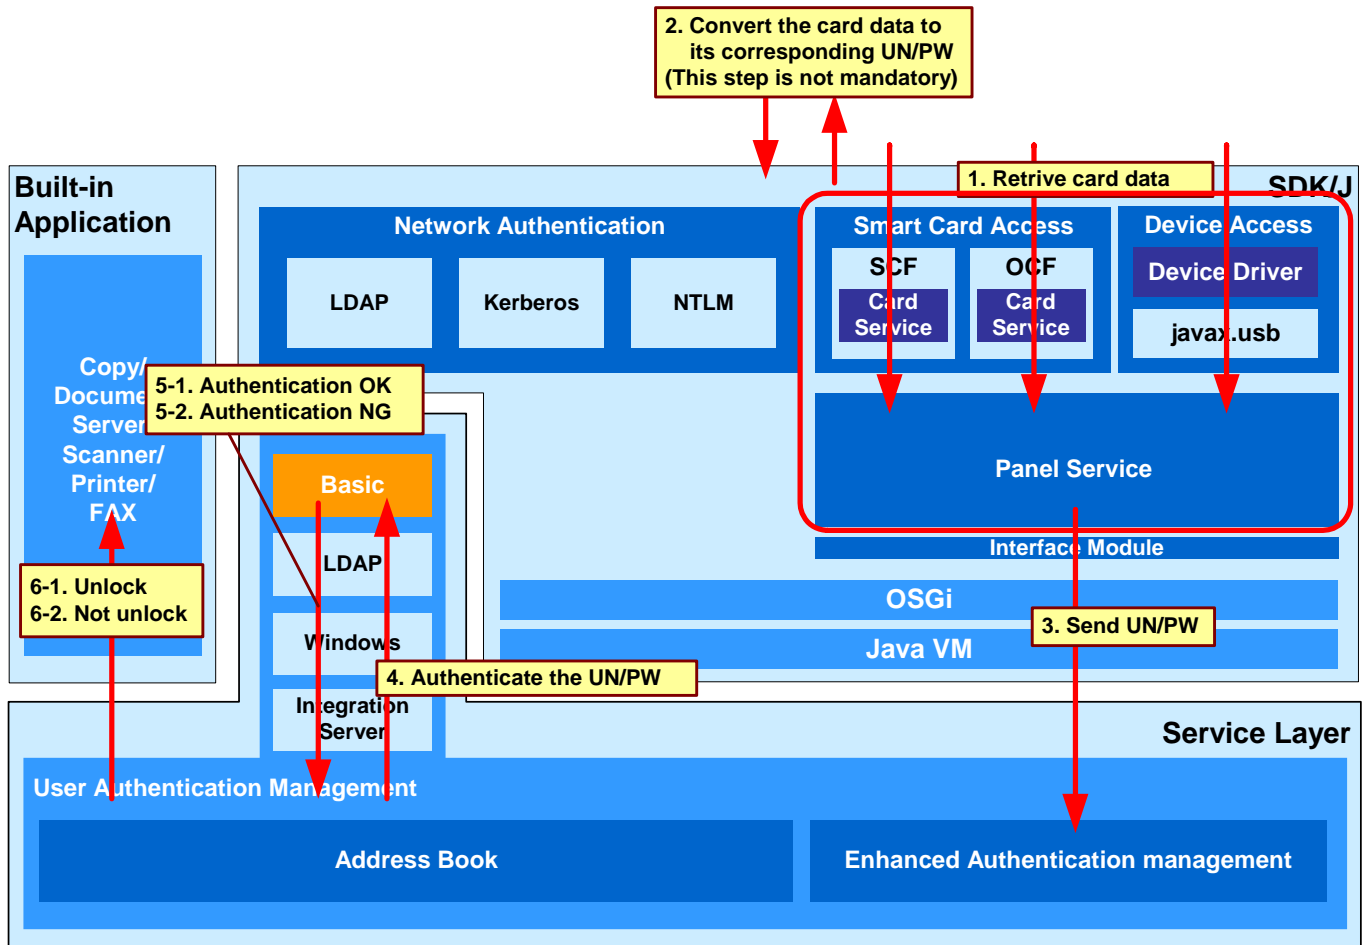 2. Convert the card data to
its corresponding UN/PW
(This step is not mandatory)
Built-in
Application
1. Retrive card data
SDK/J
Network Authentication
Smart Card Access
Device Access
SCF
OCF
Device Driver
LDAP
Kerberos
NTLM
Card
Service
Card
Service
javax.usb
Copy/
Docume
Server
Scanner/
Printer/
FAX
5-1. Authentication OK
5-2. Authentication NG
Basic
Panel Service
LDAP
Interface Module
6-1. Unlock
6-2. Not unlock
OSGi
3. Send UN/PW
Windows
Java VM
4. Authenticate the UN/PW
Integration
Server
Service Layer
User Authentication Management
Address Book
Enhanced Authentication management